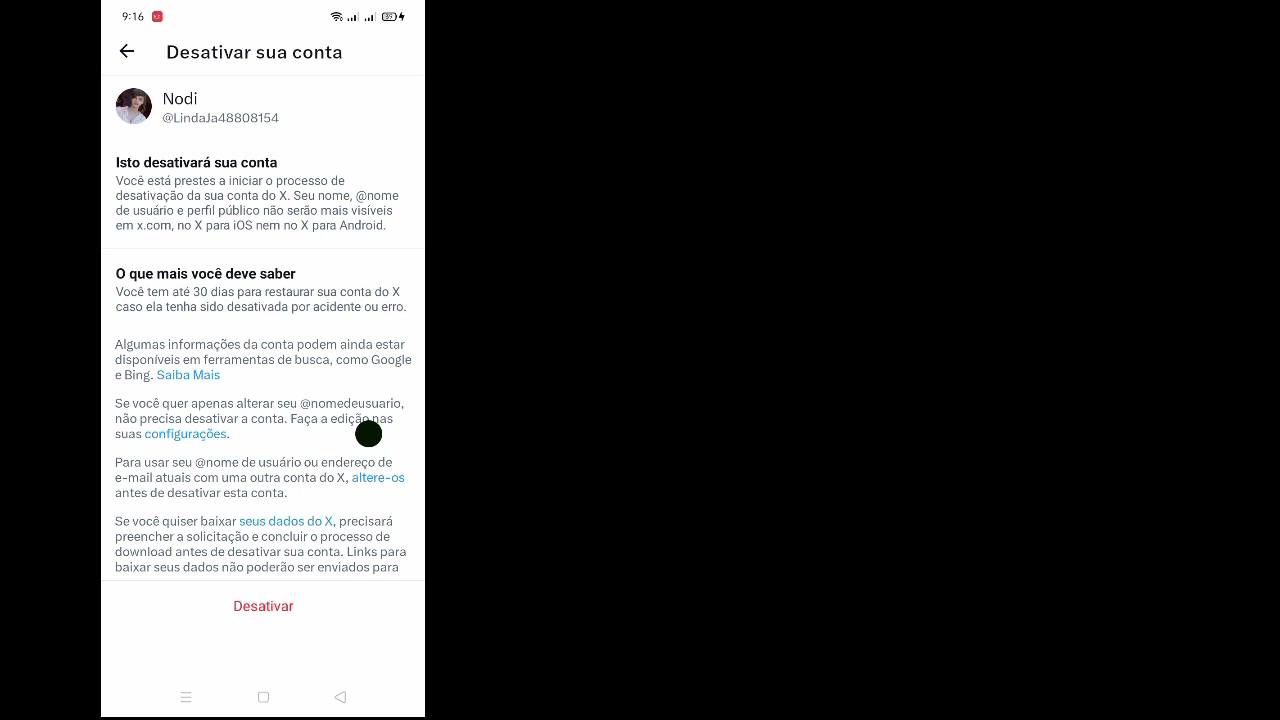 9:16
89
Desativar sua conta
Nodi
@LindaJa48808154
Isto desativará sua conta
Você está prestes a iniciar o processo de
desativação da sua conta do X. Seu nome, @nome
de usuário e perfil público não serão mais visíveis
em x.com, no X para iOS nem no X para Android.
O que mais você deve saber
Você tem até 30 dias para restaurar sua conta do X
caso ela tenha sido desativada por acidente ou erro.
Algumas informações da conta podem ainda estar
disponíveis em ferramentas de busca, como Google
e Bing. Saiba Mais
Se você quer apenas alterar seu @nomedeusuario,
não precisa desativar a conta. Faça a edição nas
suas configurações.
Para usar seu @nome de usuário ou endereço de
e-mail atuais com uma outra conta do X, altere-os
antes de desativar esta conta.
Se você quiser baixar seus dados do X, precisará
preencher a solicitação e concluir o processo de
download antes de desativar sua conta. Links para
baixar seus dados não poderão ser enviados para
Desativar